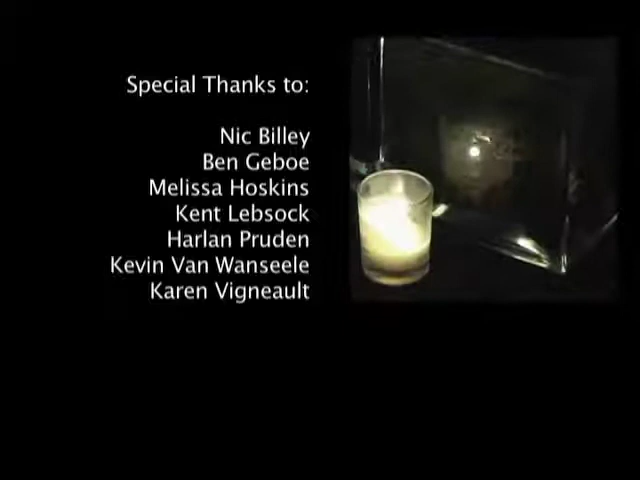 Special Thanks to:
Nic Billey
Ben Geboe
Melissa Hoskins
Kent Lebsock
Harlan Pruden
Kevin Van Wanseele
Karen Vigneault